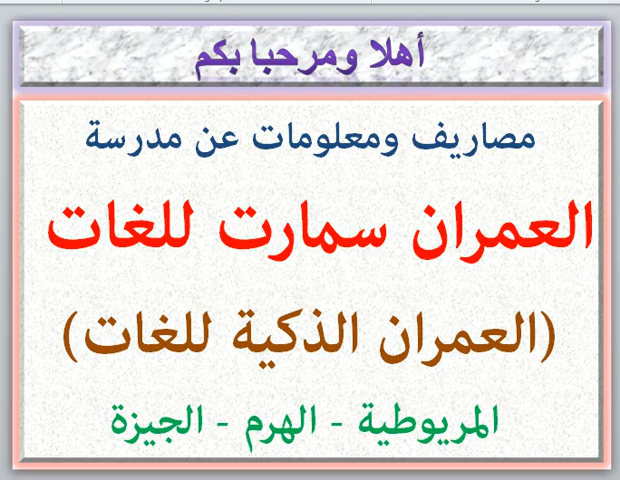 أهلا ومرحبا بكم
مصاريف ومعلومات عن مدرسة
العمران سمارت للغات
(العمران الذكية للغات)
المريوطية - الهرم - الجيزة